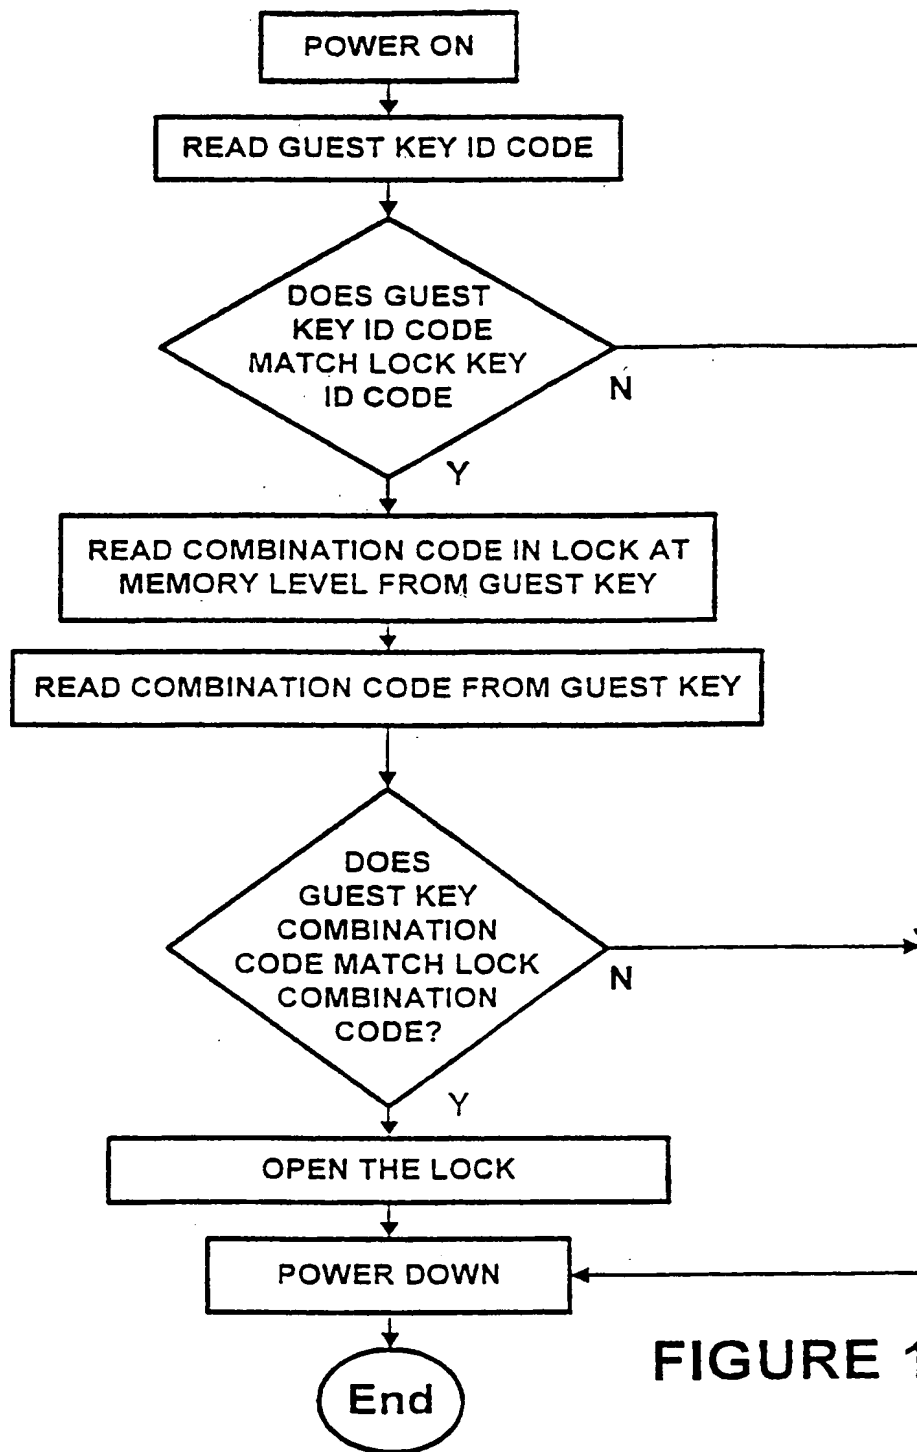 POWER ON
READ GUEST KEY ID CODE
DOES GUEST
KEY ID CODE
MATCH LOCK KEY
ID CODE
N
Y
READ COMBINATION CODE IN LOCK AT
MEMORY LEVEL FROM GUEST KEY
READ COMBINATION CODE FROM GUEST KEY
DOES
GUEST KEY
COMBINATION
CODE MATCH LOCK
COMBINATION
CODE?
N
Y
OPEN THE LOCK
POWER DOWN
End
FIGURE 1